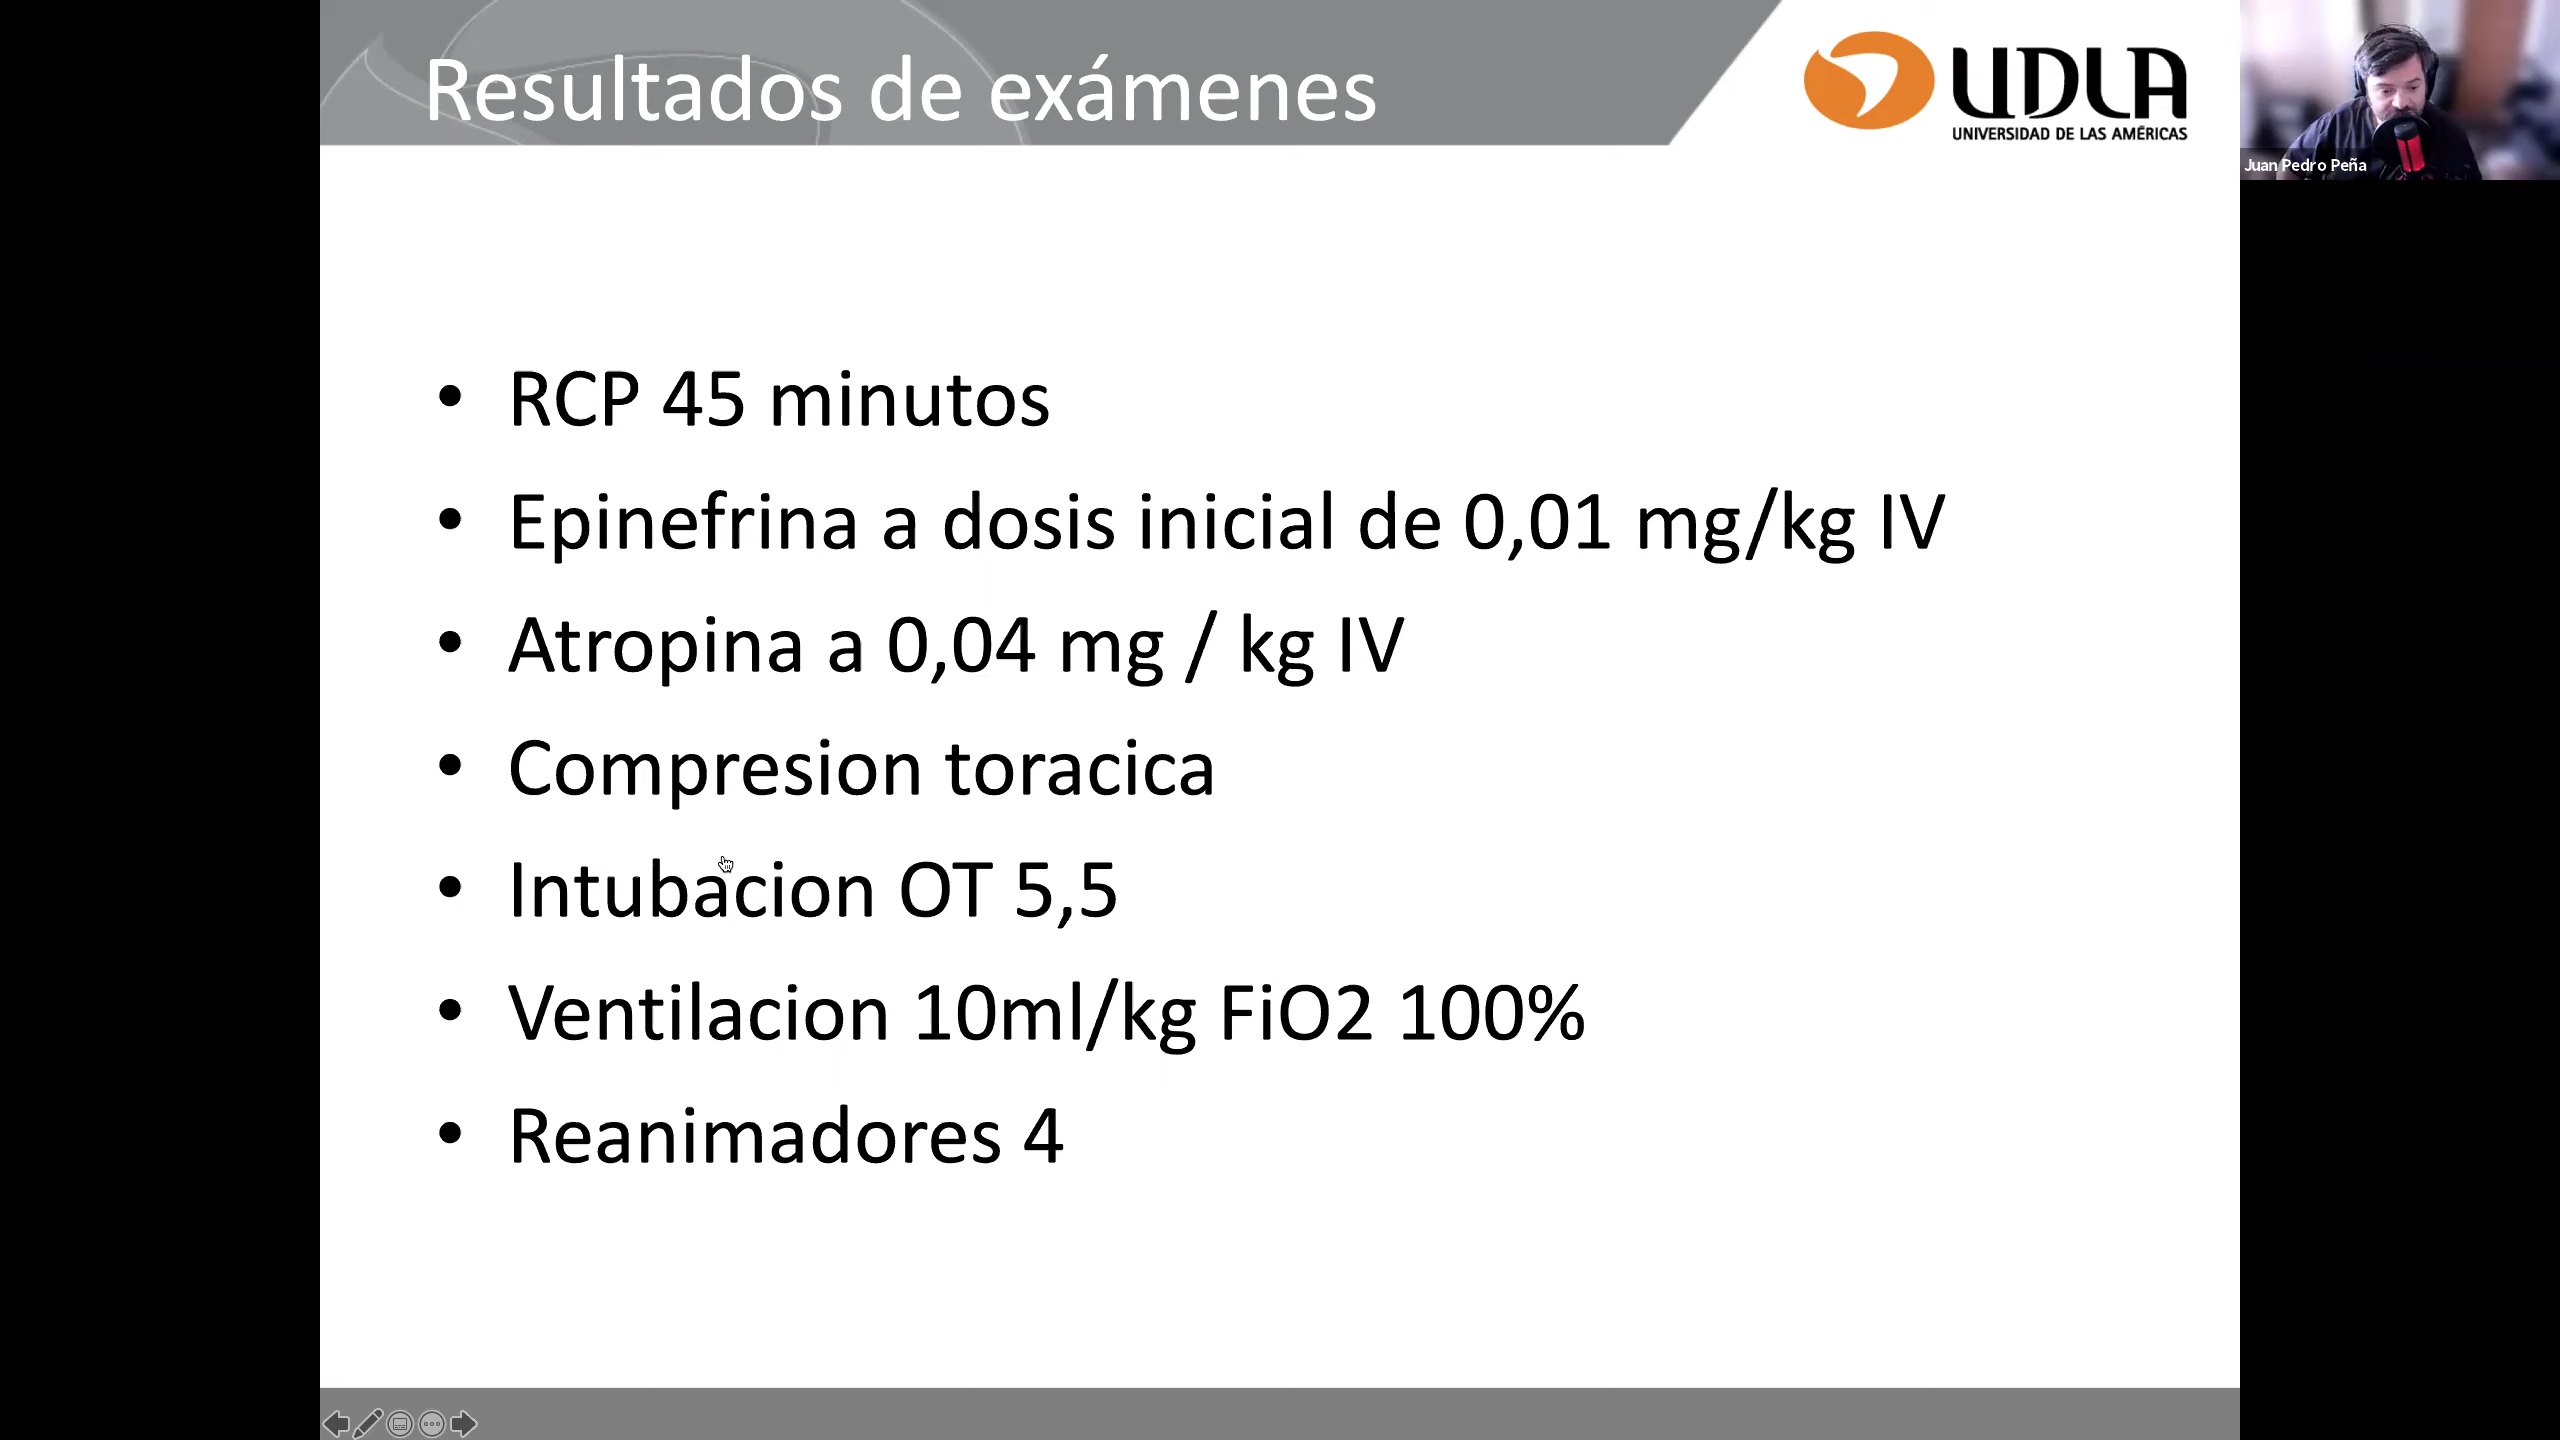 Resultados de exámenes
UDLA
UNIVERSIDAD DE LAS AMÉRICAS
Juan Pedro Peña
• RCP 45 minutos
• Epinefrina a dosis inicial de 0,01 mg/kg IV
• Atropina a 0,04 mg / kg IV
• Compresion toracica
• Intubacion OT 5,5
• Ventilacion 10ml/kg FiO2 100%
• Reanimadores 4